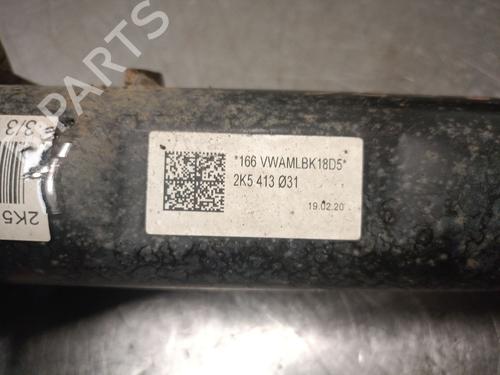 B-PARTS
*166 VWAMLBK18D5*
2K5 413 Ø31
19.02.20
3/3
2K5